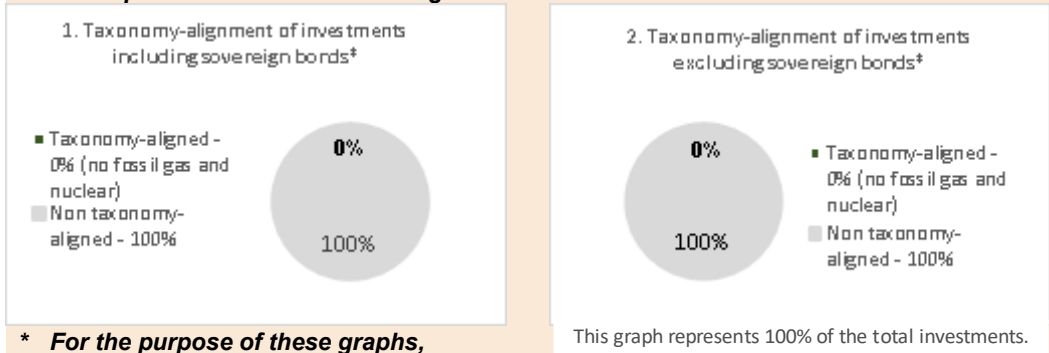 1. Taxonomy-alignment of investments
including sovereign bonds*
Taxonomy-aligned -
0% (no fossil gas and
nuclear)
Non taxonomy-
aligned - 100%
0%
100%
2. Taxonomy-alignment of investments
excluding sovereign bonds*
0%
100%
Taxonomy-aligned -
0% (no fossil gas and
nuclear)
Non taxonomy-
aligned - 100%
* For the purpose of these graphs,
This graph represents 100% of the total investments.